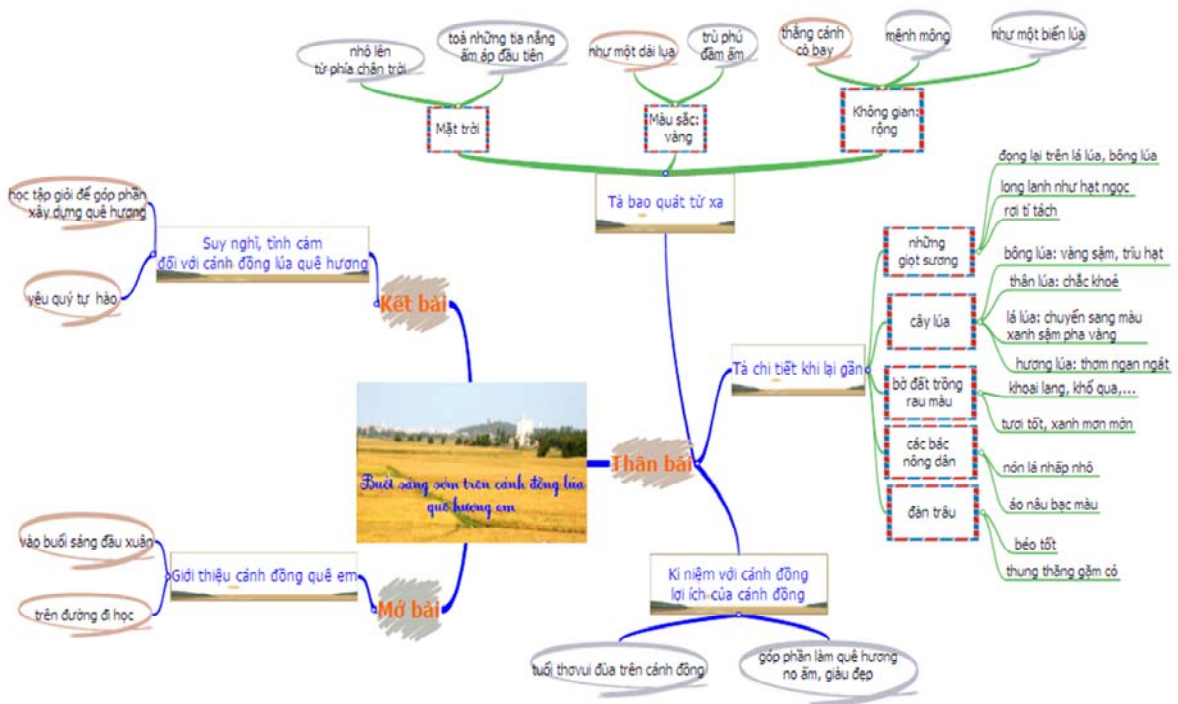 nhô lên
từ phía chân trời
toả những tia nắng
ấm áp đầu tiên
như một dải lụa
trù phú
đầm ấm
thẳng cánh
cò bay
mênh mông
như một biển lúa
Mặt trời
Màu sắc:
vàng
Không gian:
rộng
Tả bao quát từ xa
học tập giỏi để góp phần
xây dựng quê hương
yêu quý tự hào
Suy nghĩ, tình cảm
đối với cánh đồng lúa quê hương
Kết bài
Buổi sáng sớm trên cánh đồng lúa
quê hương em
Thân bài
Tả chi tiết khi lại gần
những
giọt sương
đọng lại trên lá lúa, bông lúa
long lanh như hạt ngọc
rơi tí tách
cây lúa
bông lúa: vàng sậm, trĩu hạt
thân lúa: chắc khoẻ
lá lúa: chuyển sang màu
xanh sậm pha vàng
hương lúa: thơm ngan ngát
bờ đất trồng
rau màu
khoai lang, khổ qua,...
tươi tốt, xanh mơn mởn
các bác
nông dân
nón lá nhấp nhô
áo nâu bạc màu
đàn trâu
béo tốt
thung thăng gặm cỏ
vào buổi sáng đầu xuân
trên đường đi học
Giới thiệu cánh đồng quê em
Mở bài
Kỉ niệm với cánh đồng
lợi ích của cánh đồng
tuổi thơvui đùa trên cánh đồng
góp phần làm quê hương
no ấm, giàu đẹp